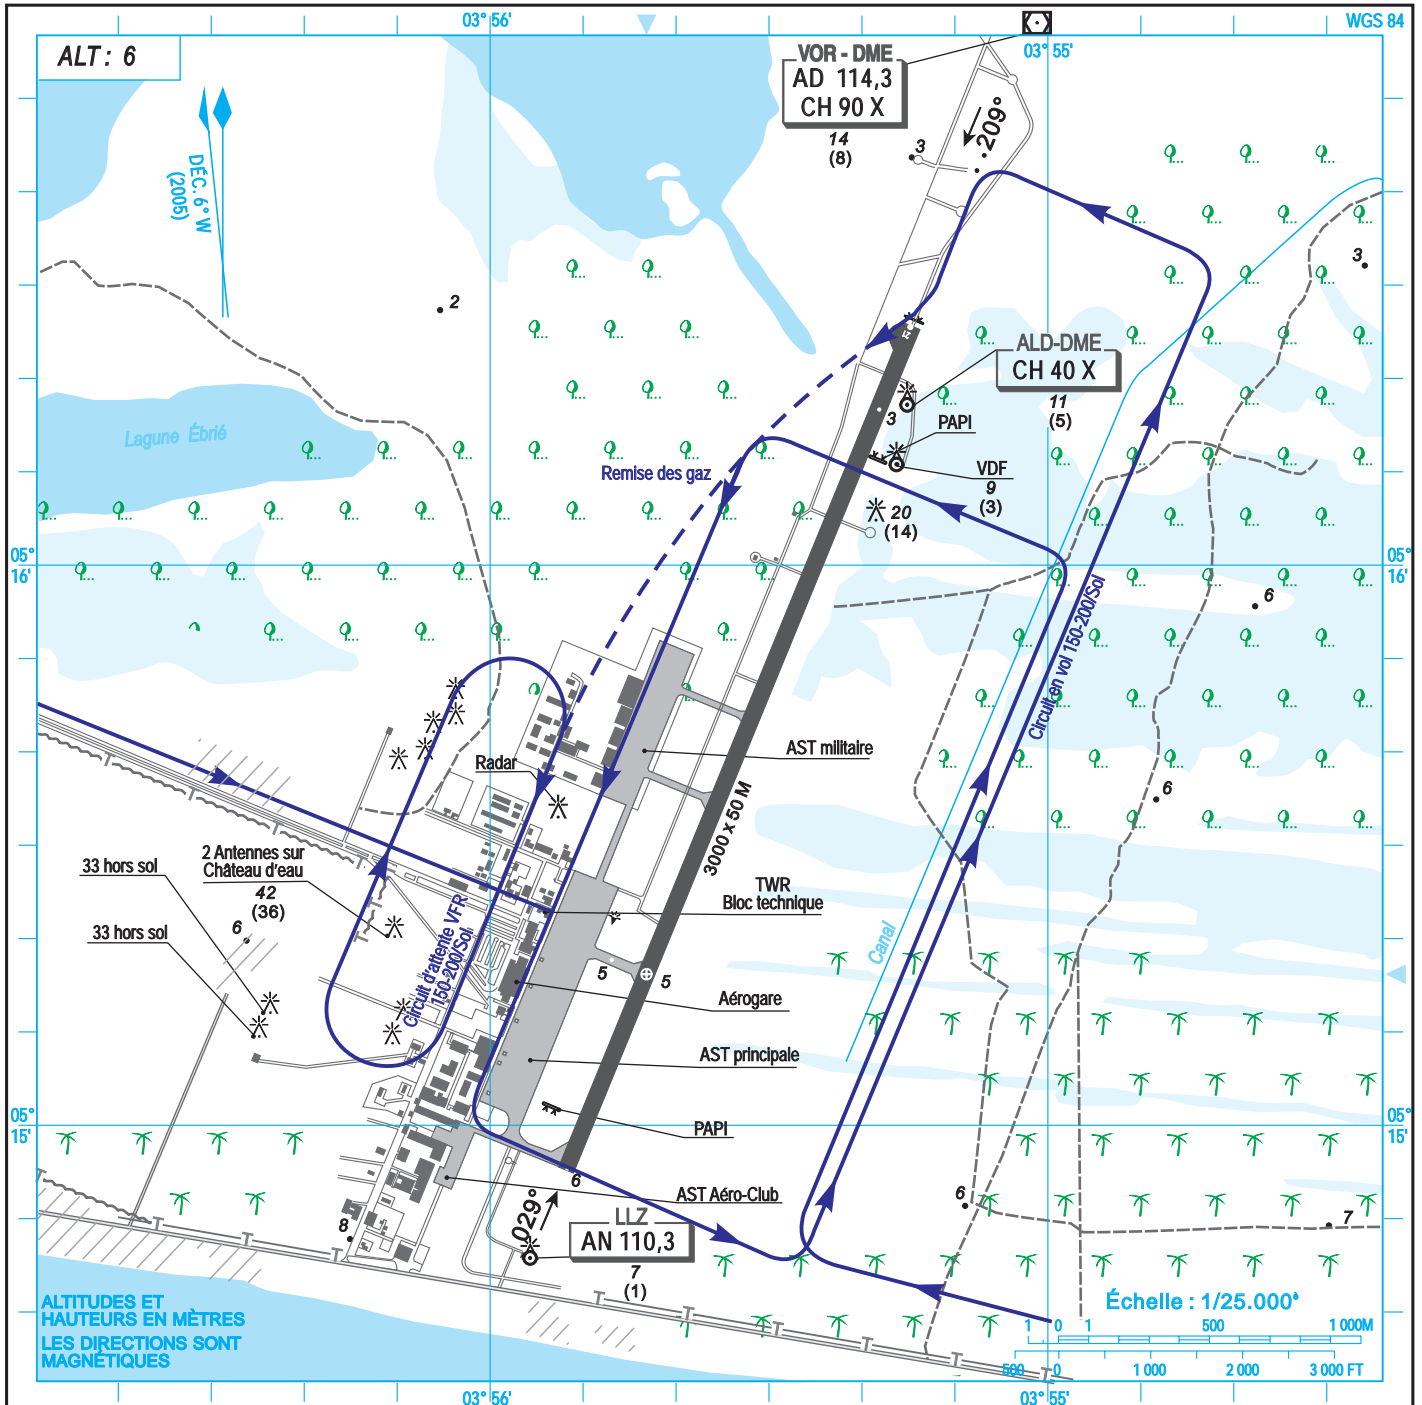 03° 56'
WGS 84
ALT : 6
03° 55'
VOR - DME
AD 114,3
CH 90 X
14
(8)
209°
3
DÉC. 6° W
(2005)
3
2
ALD-DME
CH 40 X
11
(5)
3
PAPI
Lagune Ébrié
Remise des gaz
VDF
9
(3)
20
(14)
05°
16'
05°
16'
6
Circuit en vol 150-200/Sol
AST militaire
Radar
6
3000 x 50 M
2 Antennes sur
Château d'eau
42
(36)
33 hors sol
TWR
Bloc technique
6
33 hors sol
Circuit d'attente VFR
150-200/Sol
Canal
5
5
Aérogare
AST principale
05°
15'
PAPI
05°
15'
6
AST Aéro-Club
6
029°
LLZ
AN 110,3
7
(1)
8
7
ALTITUDES ET
HAUTEURS EN MÈTRES
LES DIRECTIONS SONT
MAGNÉTIQUES
Échelle : 1/25.000°
1 0 1 500 1 000M
500 0 1 000 2 000 3 000 FT
03° 56'
03° 55'